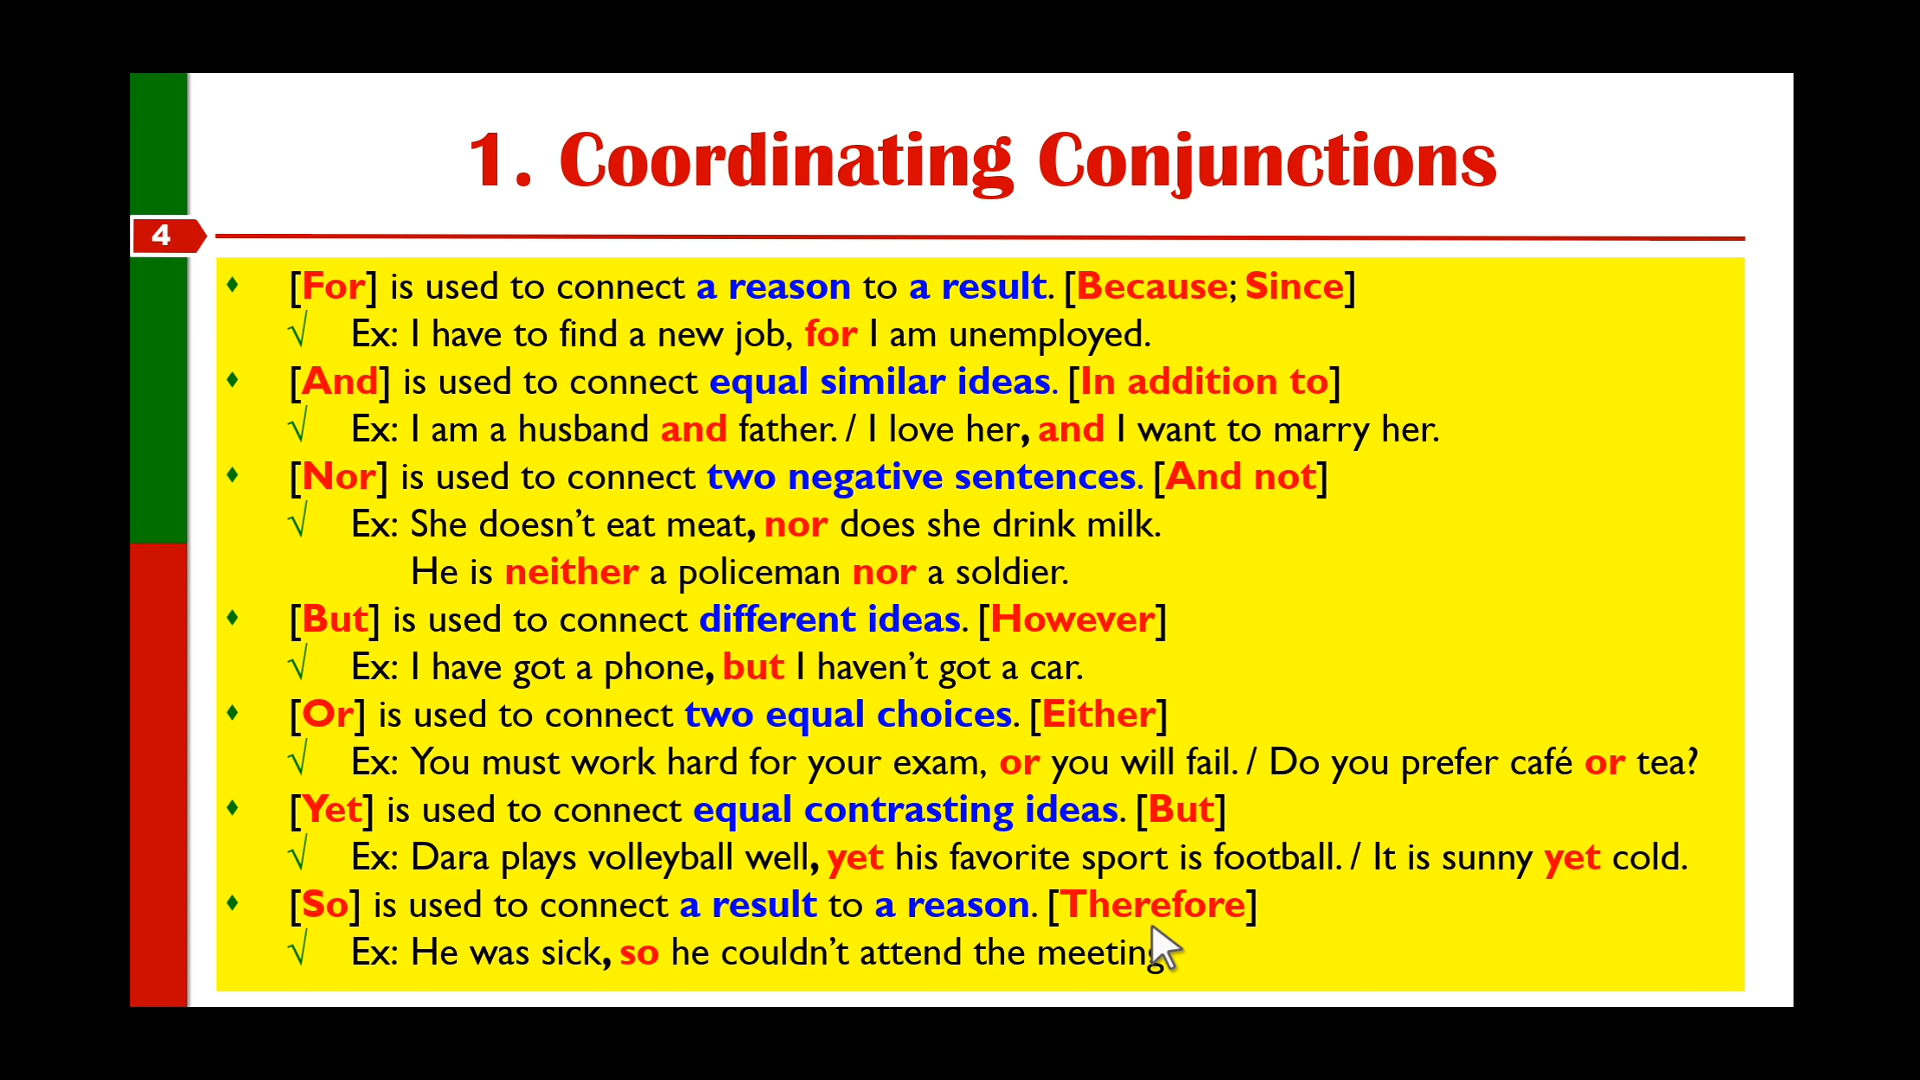 1. Coordinating Conjunctions
4
[For] is used to connect a reason to a result. [Because; Since]
√ Ex: I have to find a new job, for I am unemployed.
[And] is used to connect equal similar ideas. [In addition to]
√ Ex: I am a husband and father. / I love her, and I want to marry her.
[Nor] is used to connect two negative sentences. [And not]
√ Ex: She doesn’t eat meat, nor does she drink milk.
He is neither a policeman nor a soldier.
[But] is used to connect different ideas. [However]
√ Ex: I have got a phone, but I haven’t got a car.
[Or] is used to connect two equal choices. [Either]
√ Ex: You must work hard for your exam, or you will fail. / Do you prefer café or tea?
[Yet] is used to connect equal contrasting ideas. [But]
√ Ex: Dara plays volleyball well, yet his favorite sport is football. / It is sunny yet cold.
[So] is used to connect a result to a reason. [Therefore]
√ Ex: He was sick, so he couldn’t attend the meeting